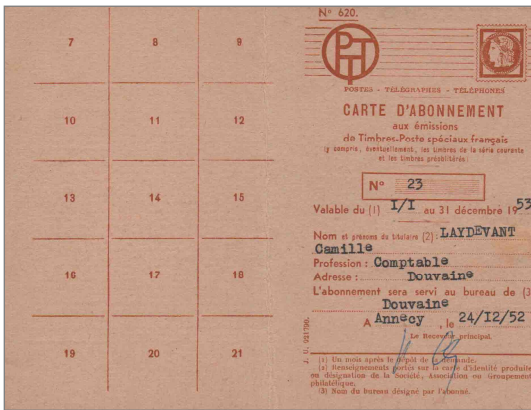 7 8 9
10 11 12
13 14 15
16 17 18
19 20 21
N° 620.
PTT
POSTES - TÉLÉGRAPHES - TÉLÉPHONES
CARTE D'ABONNEMENT
aux émissions
de Timbres-Poste spéciaux français
(y compris, éventuellement, les timbres de la série courante
et les timbres préoblitérés)
N° 23
Valable du (1) I/I au 31 décembre 1953
Nom et prénoms du titulaire (2): LAYDEVANT
Camille
Profession : Comptable
Adresse : Douvaine
L'abonnement sera servi au bureau de (3
Douvaine
A Annecy , le 24/I2/52
Le Receveur principal.
(1) Un mois après le dépôt de la demande.
(2) Renseignements portés sur la carte d'identité produite
ou désignation de la Société, Association ou Groupement
philatélique.
(3) Nom du bureau désigné par l'abonné.